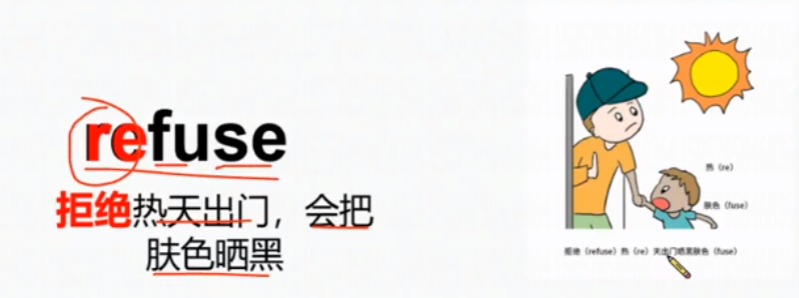 refuse
拒绝热天出门，会把
肤色晒黑
热（re）
肤色（fuse）
拒绝（refuse）热（re）天出门晒黑肤色（fuse）